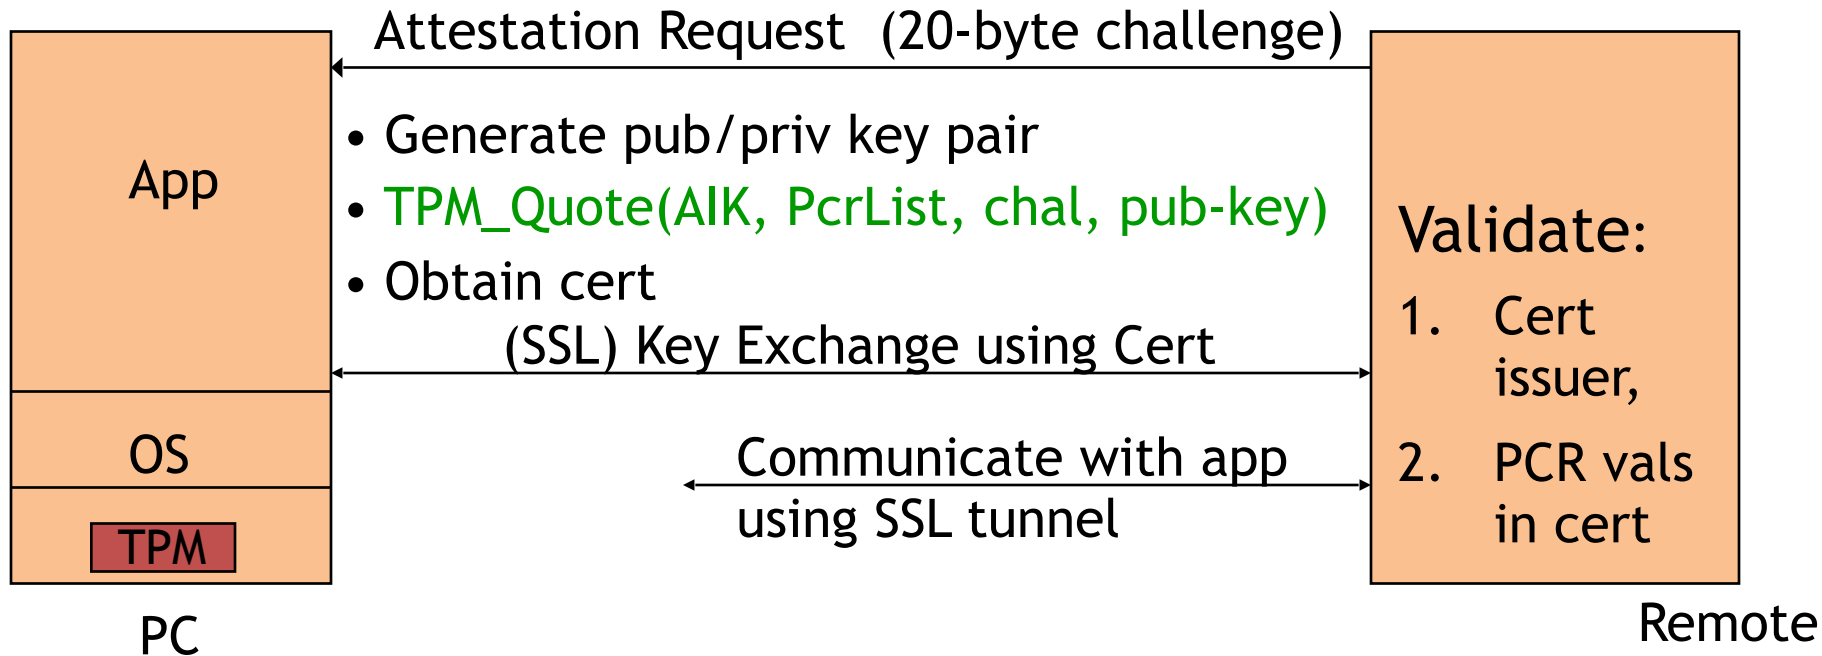 Attestation Request (20-byte challenge)
App
• Generate pub/priv key pair
• TPM_Quote(AIK, PcrList, chal, pub-key)
• Obtain cert
(SSL) Key Exchange using Cert
OS
Communicate with app
using SSL tunnel
TPM
PC
Validate:
1. Cert
issuer,
2. PCR vals
in cert
Remote